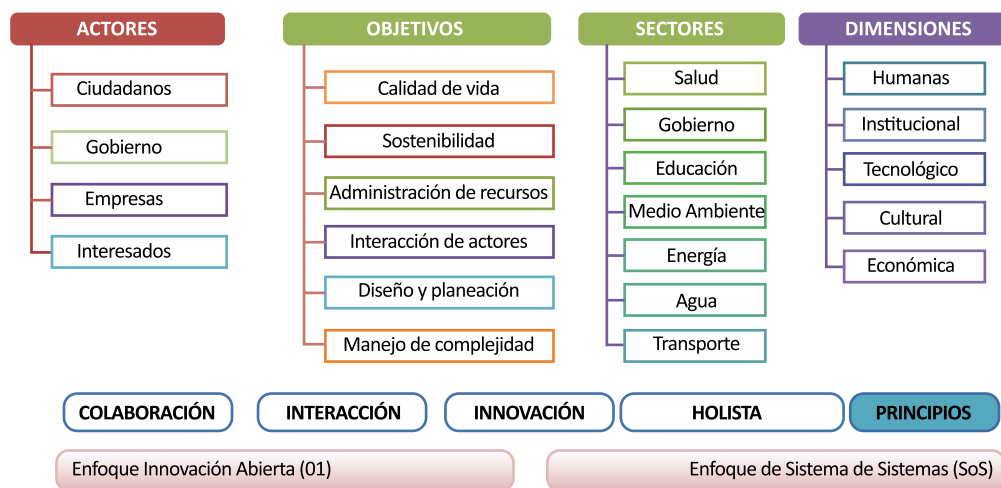 ACTORES
Ciudadanos
Gobierno
Empresas
Interesados
OBJETIVOS
Calidad de vida
Sostenibilidad
Administración de recursos
Interacción de actores
Diseño y planeación
Manejo de complejidad
SECTORES
Salud
Gobierno
Educación
Medio Ambiente
Energía
Agua
Transporte
DIMENSIONES
Humanas
Institucional
Tecnológico
Cultural
Económica
COLABORACIÓN
INTERACCIÓN
INNOVACIÓN
HOLISTA
PRINCIPIOS
Enfoque Innovación Abierta (01)
Enfoque de Sistema de Sistemas (SoS)